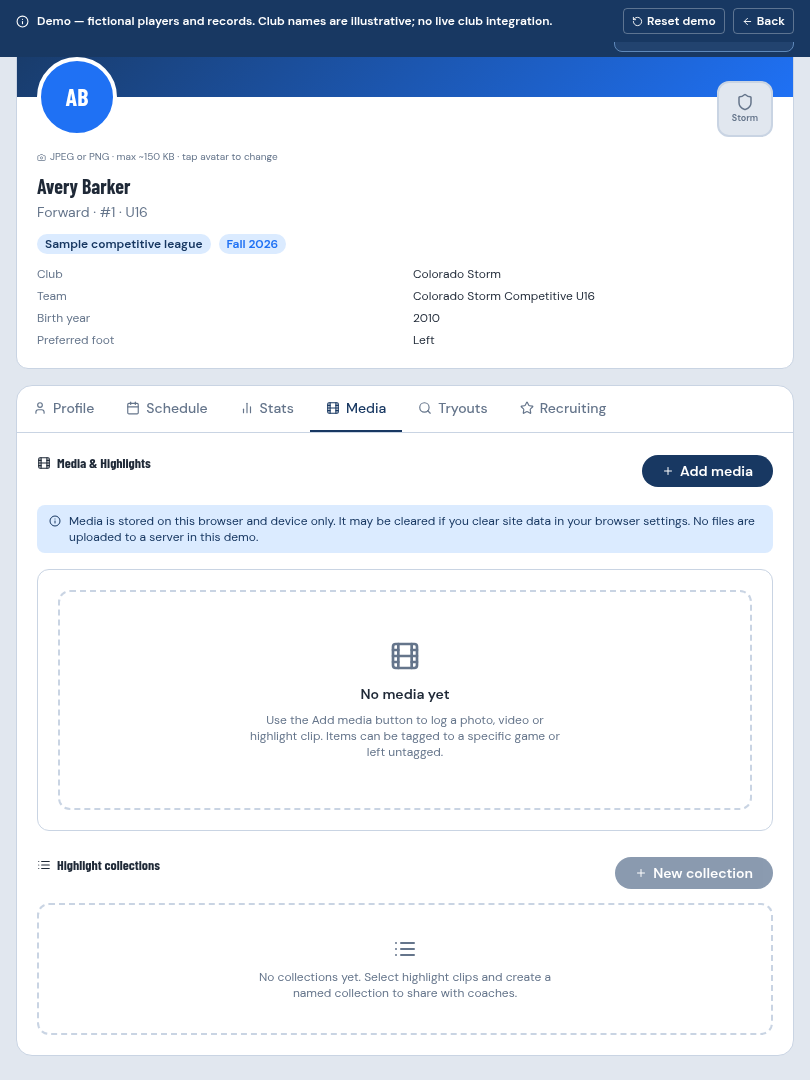 Demo — fictional players and records. Club names are illustrative; no live club integration.
Reset demo
Back
AB
Storm
JPEG or PNG · max ~150 KB · tap avatar to change
Avery Barker
Forward · #1 · U16
Sample competitive league
Fall 2026
Club
Colorado Storm
Team
Colorado Storm Competitive U16
Birth year
2010
Preferred foot
Left
Profile
Schedule
Stats
Media
Tryouts
Recruiting
Media & Highlights
Add media
Media is stored on this browser and device only. It may be cleared if you clear site data in your browser settings. No files are
uploaded to a server in this demo.
No media yet
Use the Add media button to log a photo, video or
highlight clip. Items can be tagged to a specific game or
left untagged.
Highlight collections
New collection
No collections yet. Select highlight clips and create a
named collection to share with coaches.